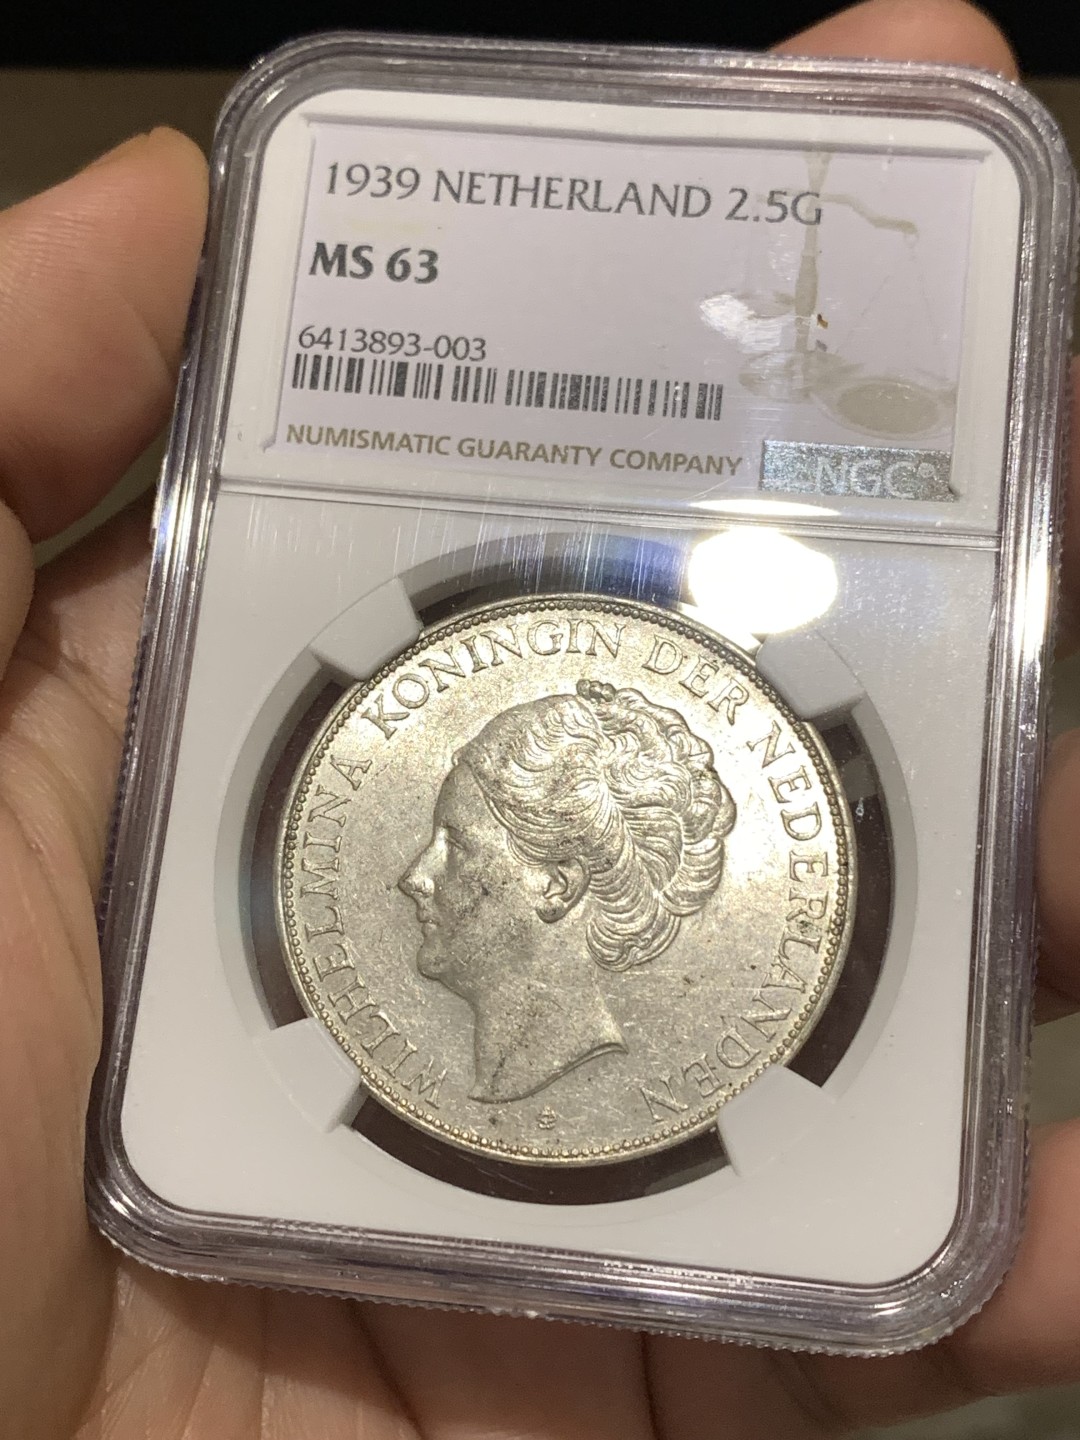 1939 NETHERLAND 2.5G
MS 63
6413893-003
NUMISMATIC GUARANTY COMPANY
NGC
WILHELMINA KONINGIN DER NEDERLANDEN